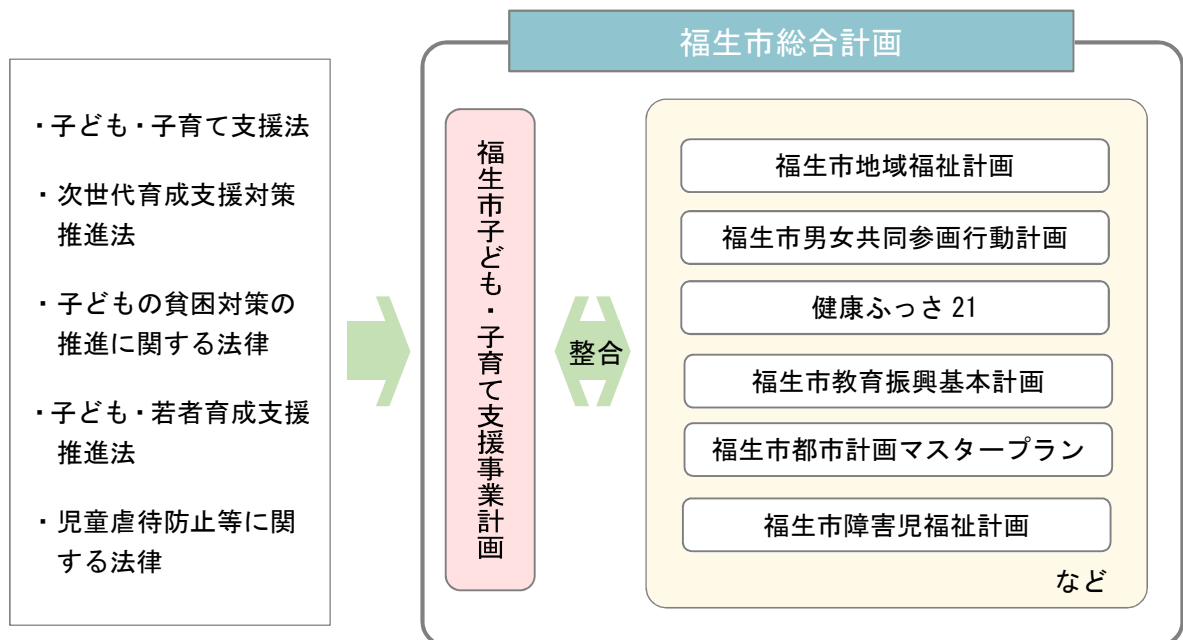 福生市総合計画
・子ども・子育て支援法
・次世代育成支援対策
推進法
・子どもの貧困対策の
推進に関する法律
・子ども・若者育成支援
推進法
・児童虐待防止等に関
する法律
福生市子ども・子育て支援事業計画
整合
福生市地域福祉計画
福生市男女共同参画行動計画
健康ふっさ 21
福生市教育振興基本計画
福生市都市計画マスタープラン
福生市障害児福祉計画
など